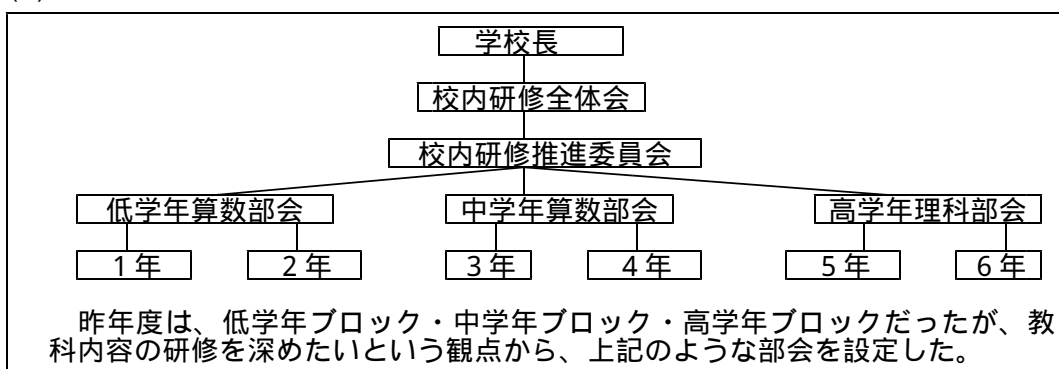 学校長
校内研修全体会
校内研修推進委員会
低学年算数部会 中学年算数部会 高学年理科部会
1年 2年 3年 4年 5年 6年
昨年度は、低学年ブロック・中学年ブロック・高学年ブロックだったが、教
科内容の研修を深めたいという観点から、上記のような部会を設定した。